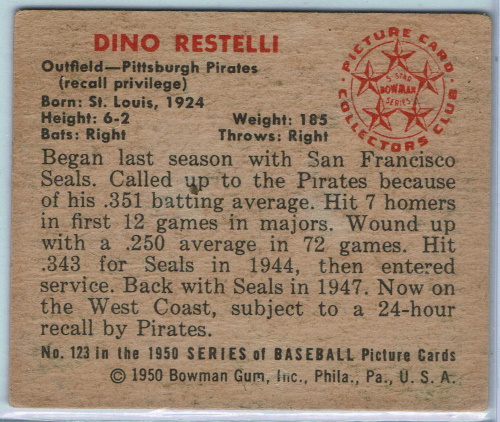 DINO RESTELLI
Outfield—Pittsburgh Pirates
(recall privilege)
Born: St. Louis, 1924
Height: 6-2 Weight: 185
Bats: Right Throws: Right
PICTURE CARD
COLLECTORS CLUB
5-STAR
BOWMAN
SERIES
Began last season with San Francisco
Seals. Called up to the Pirates because
of his .351 batting average. Hit 7 homers
in first 12 games in majors. Wound up
with a .250 average in 72 games. Hit
.343 for Seals in 1944, then entered
service. Back with Seals in 1947. Now on
the West Coast, subject to a 24-hour
recall by Pirates.
No. 123 in the 1950 SERIES of BASEBALL Picture Cards
© 1950 Bowman Gum, Inc., Phila., Pa., U. S. A.